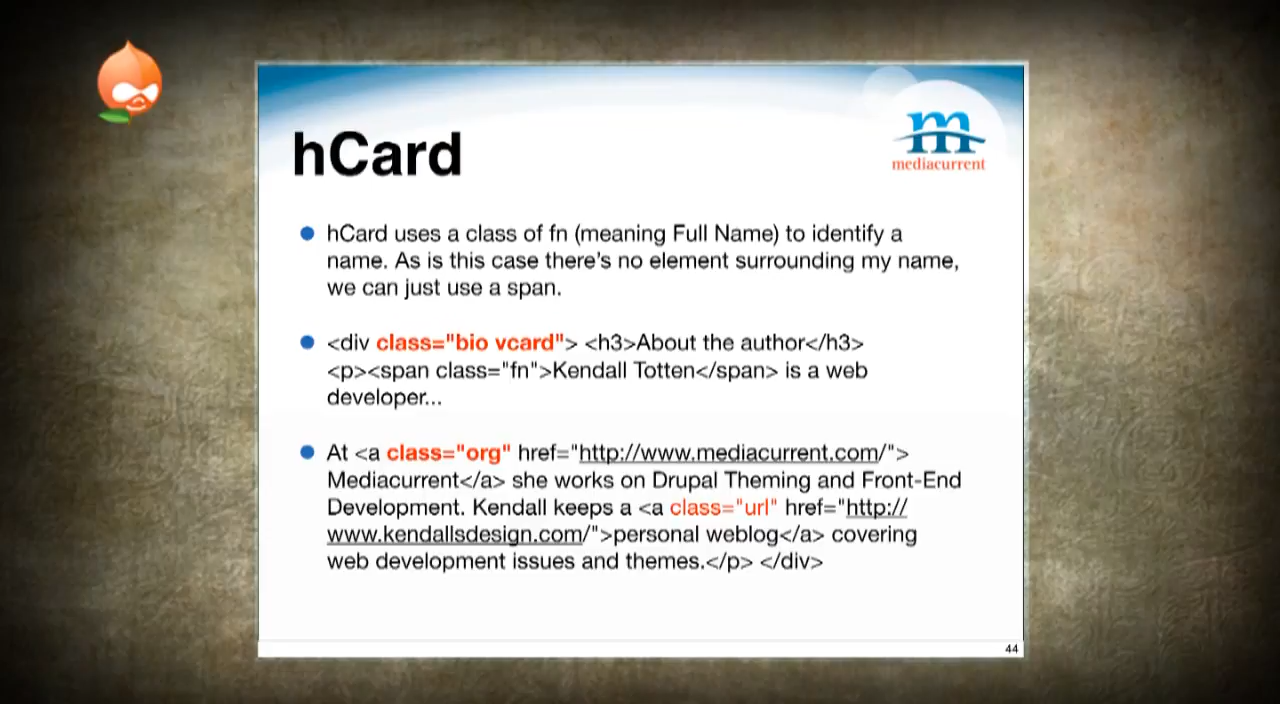 m
mediacurrent
hCard
hCard uses a class of fn (meaning Full Name) to identify a
name. As is this case there's no element surrounding my name,
we can just use a span.
<div class="bio vcard"> <h3>About the author</h3>
<p><span class="fn">Kendall Totten</span> is a web
developer...
At <a class="org" href="http://www.mediacurrent.com/">
Mediacurrent</a> she works on Drupal Theming and Front-End
Development. Kendall keeps a <a class="url" href="http://
www.kendallsdesign.com/">personal weblog</a> covering
web development issues and themes.</p> </div>
44